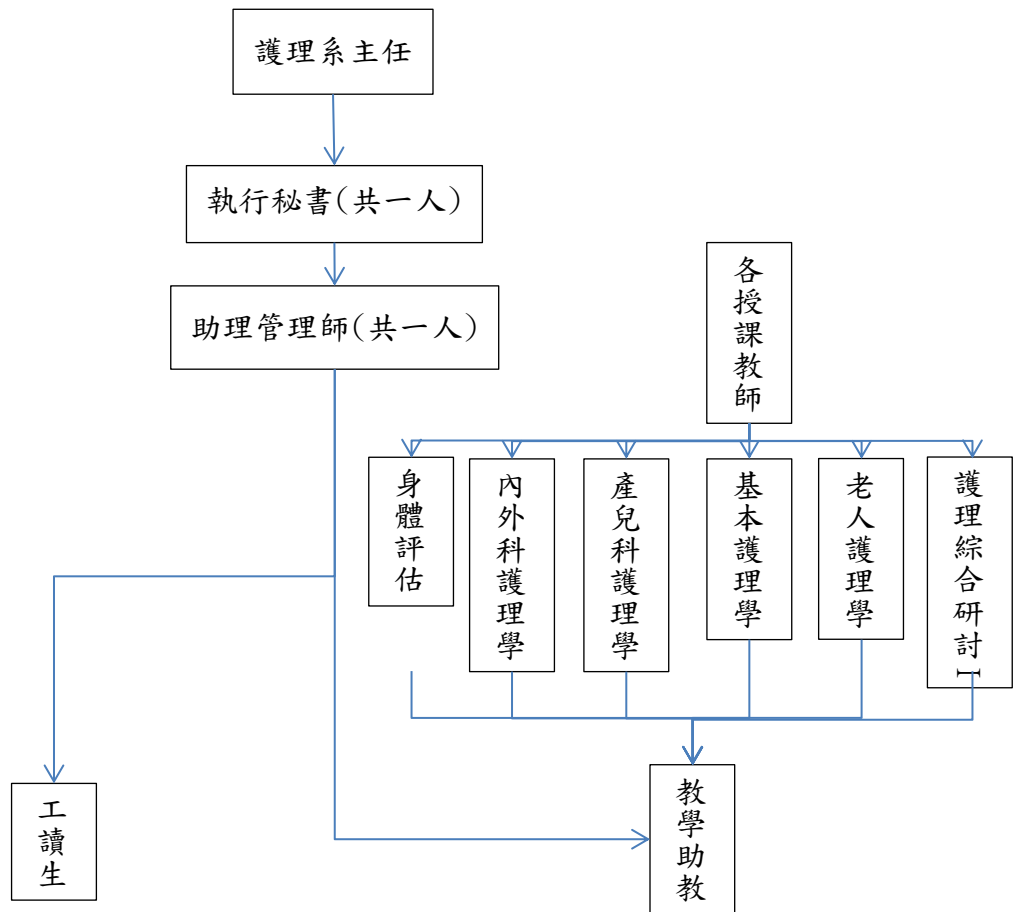 護理系主任
執行秘書(共一人)
助理管理師(共一人)
各授課教師
身體評估
內外科護理學
產兒科護理學
基本護理學
老人護理學
護理綜合研討
工讀生
教學助教